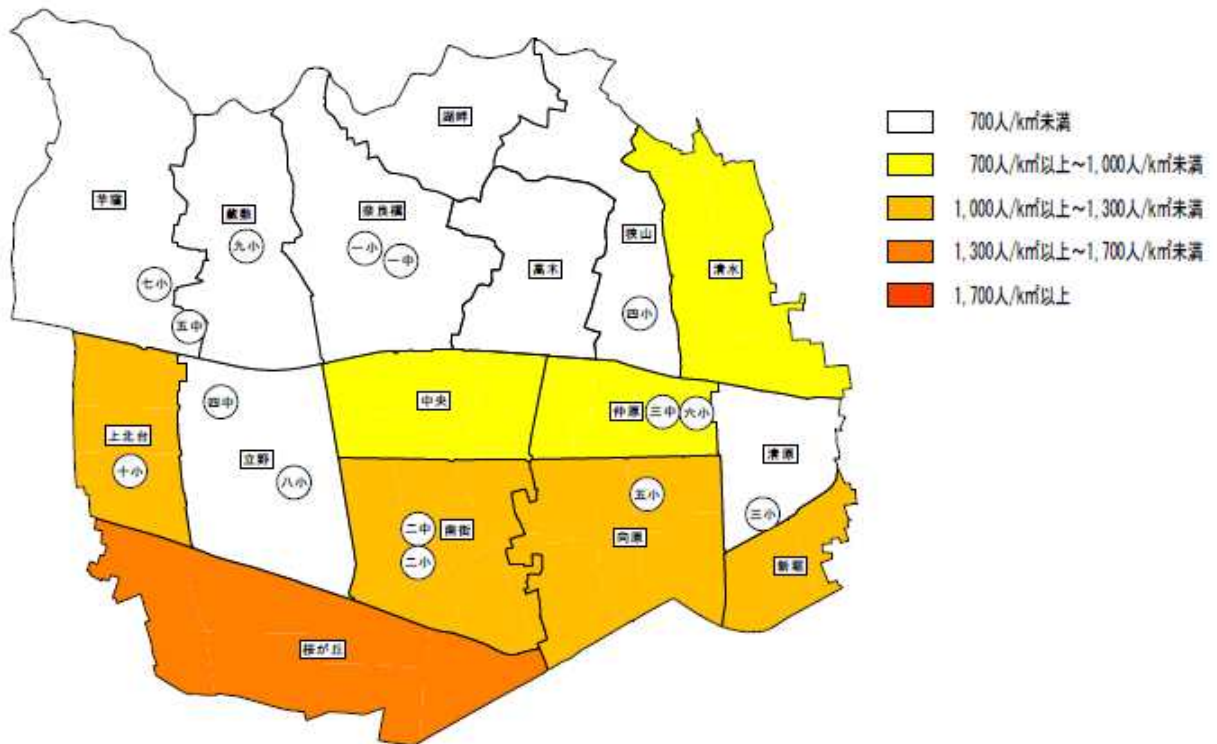 湖畔
700人/k㎡未満
700人/k㎡以上～1,000人/k㎡未満
芋窪
蔵敷
奈良橋
1,000人/k㎡以上～1,300人/k㎡未満
狭山
九小
一小
一中
1,300人/k㎡以上～1,700人/k㎡未満
高木
清水
七小
1,700人/k㎡以上
四小
五中
四中
中央
仲原
三中
六小
上北台
立野
清原
十小
八小
五小
三小
二中
南街
向原
二小
新堀
桜が丘